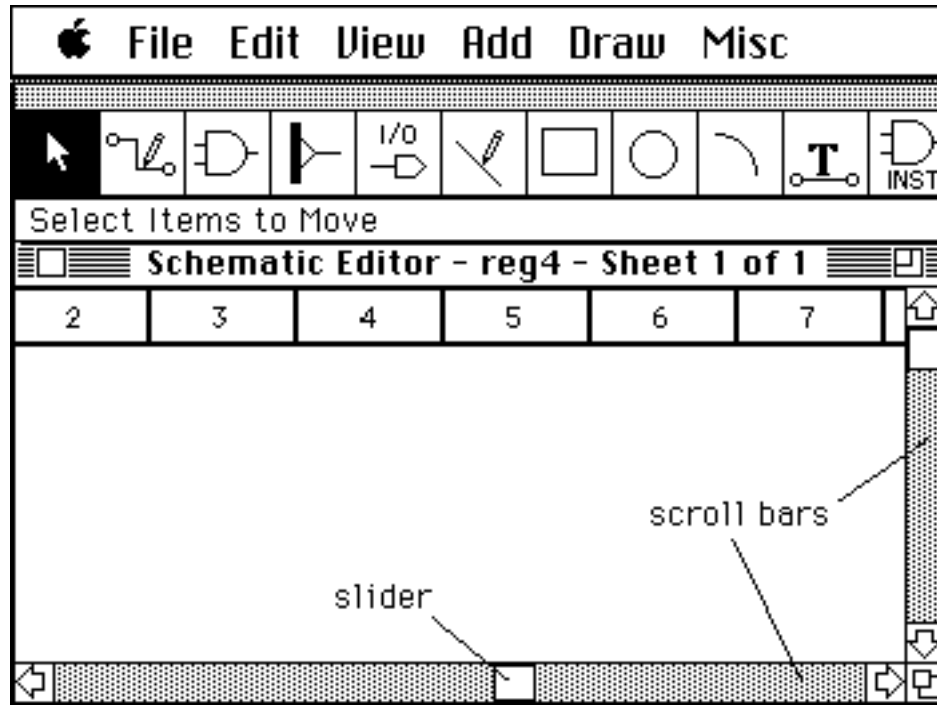 File Edit View Add Draw Misc
I/O
T
INST
Select Items to Move
Schematic Editor - reg4 - Sheet 1 of 1
2 3 4 5 6 7
scroll bars
slider